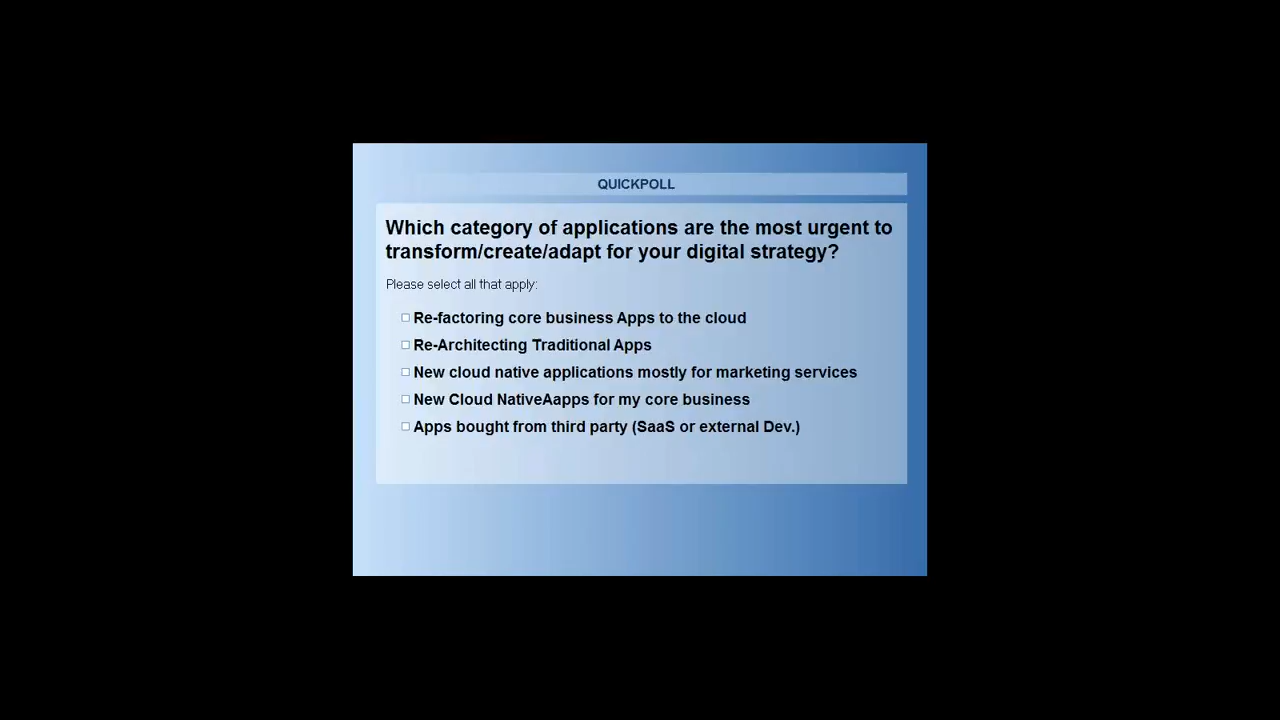 QUICKPOLL
Which category of applications are the most urgent to
transform/create/adapt for your digital strategy?
Please select all that apply:
Re-factoring core business Apps to the cloud
Re-Architecting Traditional Apps
New cloud native applications mostly for marketing services
New Cloud NativeAapps for my core business
Apps bought from third party (SaaS or external Dev.)